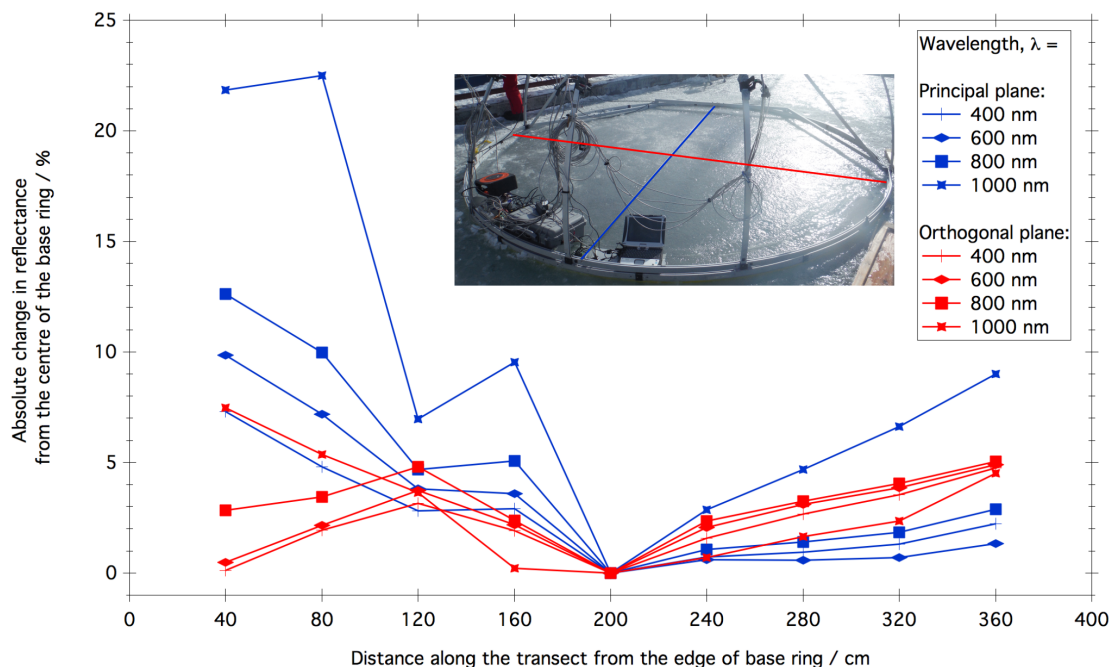 25
20
15
10
5
0
Absolute change in reflectance
from the centre of the base ring / %
0
40
80
120
160
200
240
280
320
360
400
Distance along the transect from the edge of base ring / cm
Wavelength, λ =
Principal plane:
400 nm
600 nm
800 nm
1000 nm
Orthogonal plane:
400 nm
600 nm
800 nm
1000 nm